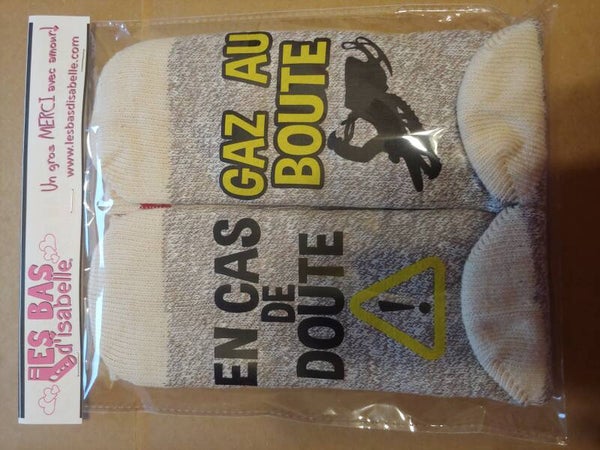 LES BAS
d'isabelle
Un gros MERCI avec amour!
www.lesbasdisabelle.com
EN CAS
DE
DOUTE
!
GAZ AU
BOUTE